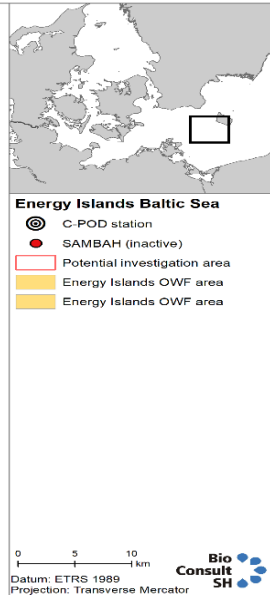 Energy Islands Baltic Sea
C-POD station
SAMBAH (inactive)
Potential investigation area
Energy Islands OWF area
Energy Islands OWF area
0 5 10
km
Bio
Consult
SH
Datum: ETRS 1989
Projection: Transverse Mercator